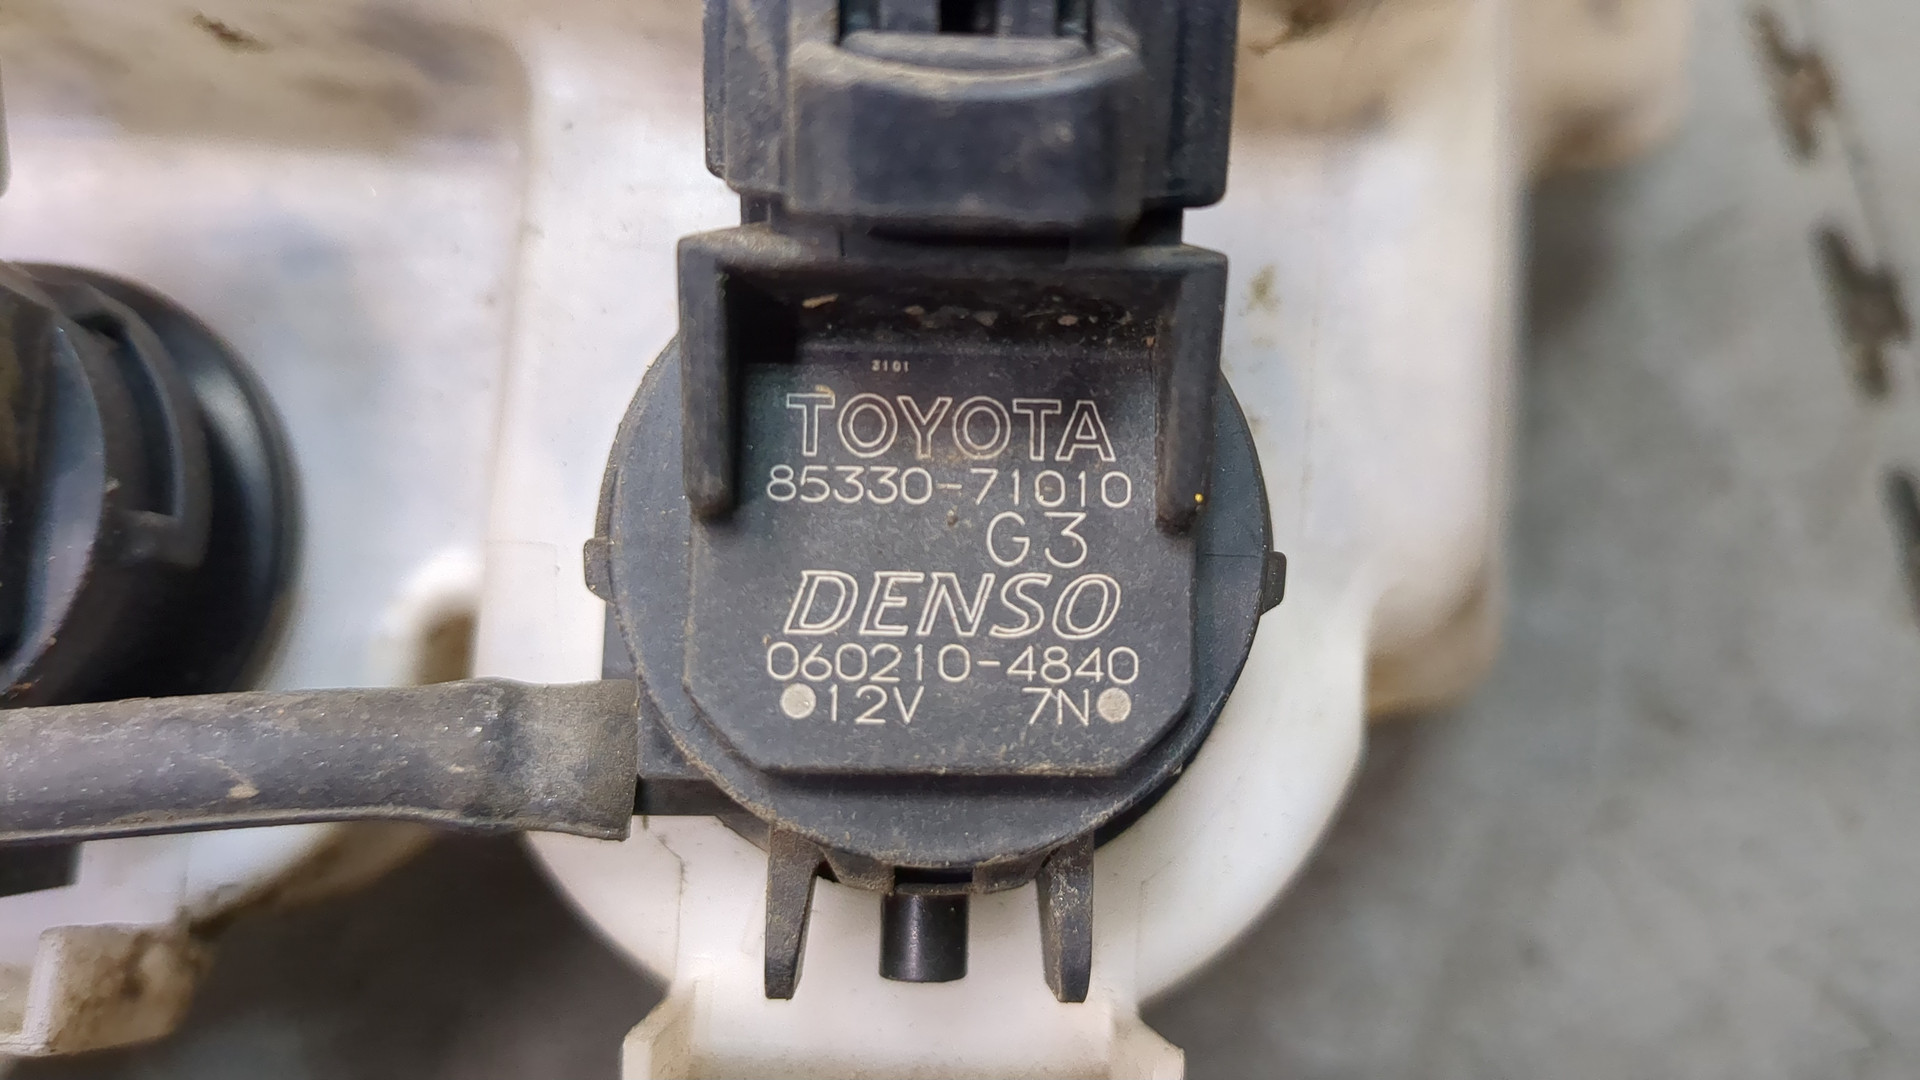 3101
TOYOTA
85330-71010
G3
DENSO
060210-4840
12V 7N